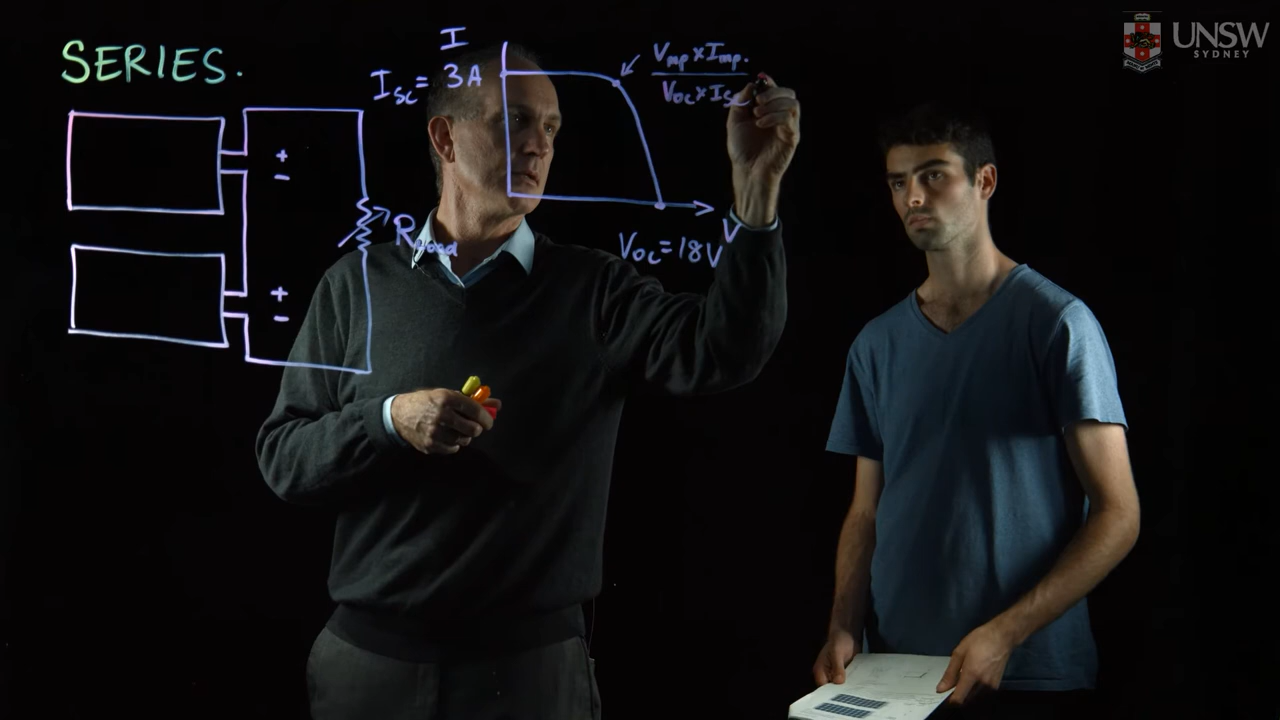 SERIES.
I
Isc = 3A
Vmp × Imp.
Voc × Isc
+
-
+
-
Rload
V
Voc = 18V
UNSW
SYDNEY